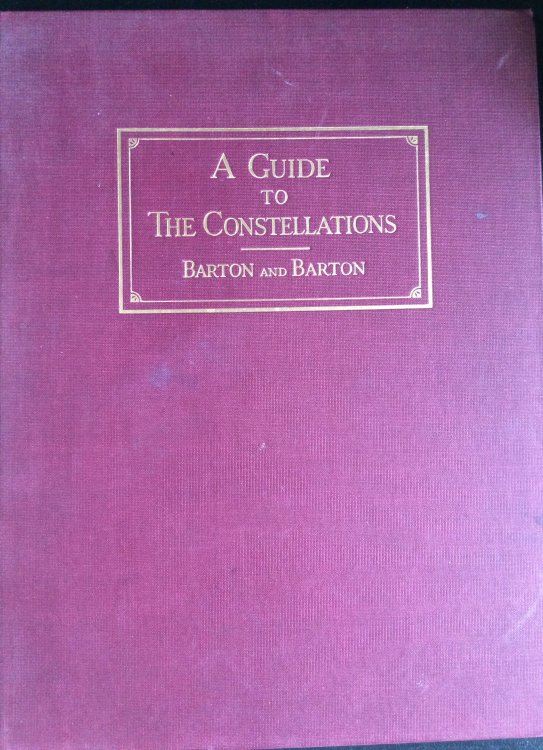 A GUIDE
TO
THE CONSTELLATIONS
BARTON AND BARTON